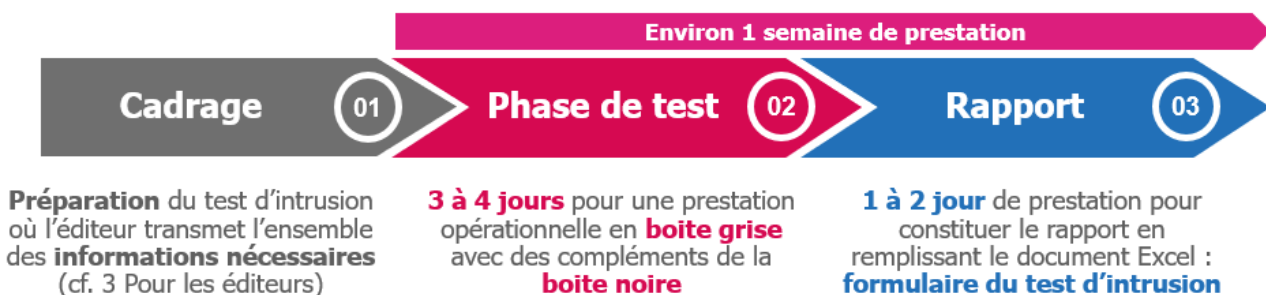 Environ 1 semaine de prestation
Cadrage 01
Phase de test 02
Rapport 03
Préparation du test d'intrusion
où l'éditeur transmet l'ensemble
des informations nécessaires
(cf. 3 Pour les éditeurs)
3 à 4 jours pour une prestation
opérationnelle en boite grise
avec des compléments de la
boite noire
1 à 2 jour de prestation pour
constituer le rapport en
remplissant le document Excel :
formulaire du test d'intrusion